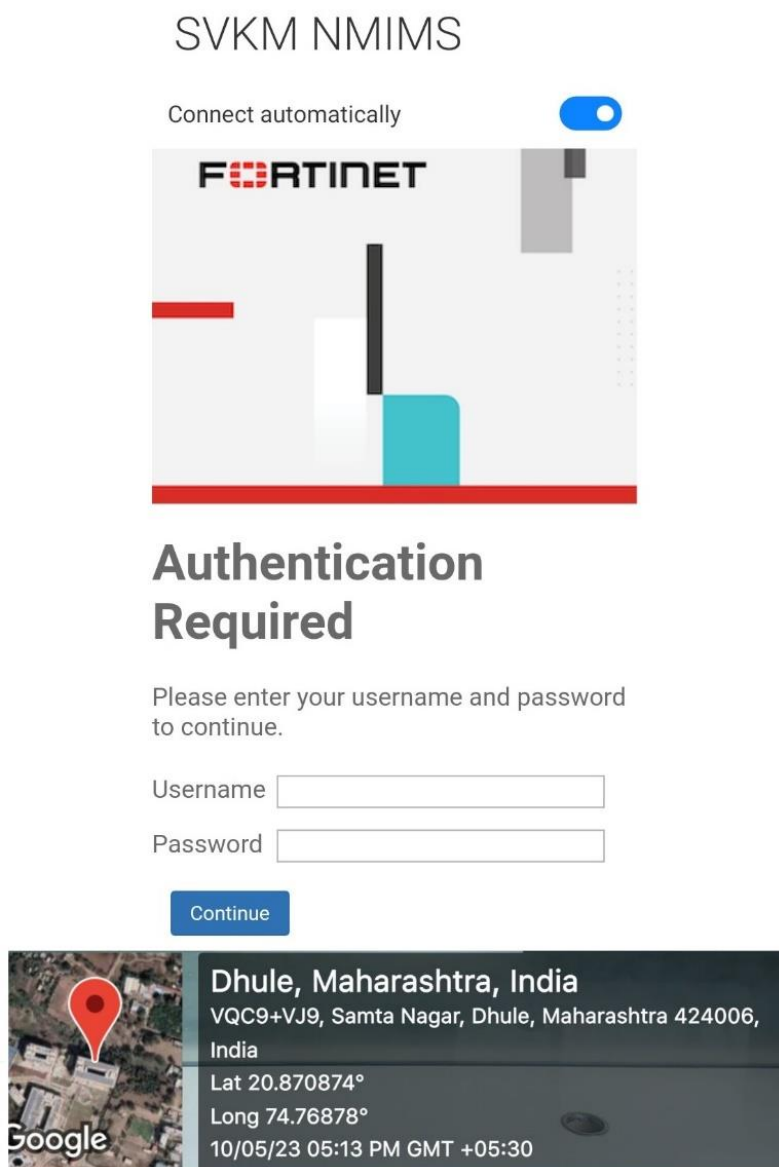 SVKM NMIMS
Connect automatically
FORTINET
Authentication
Required
Please enter your username and password
to continue.
Username
Password
Continue
Google
Dhule, Maharashtra, India
VQC9+VJ9, Samta Nagar, Dhule, Maharashtra 424006,
India
Lat 20.870874°
Long 74.76878°
10/05/23 05:13 PM GMT +05:30